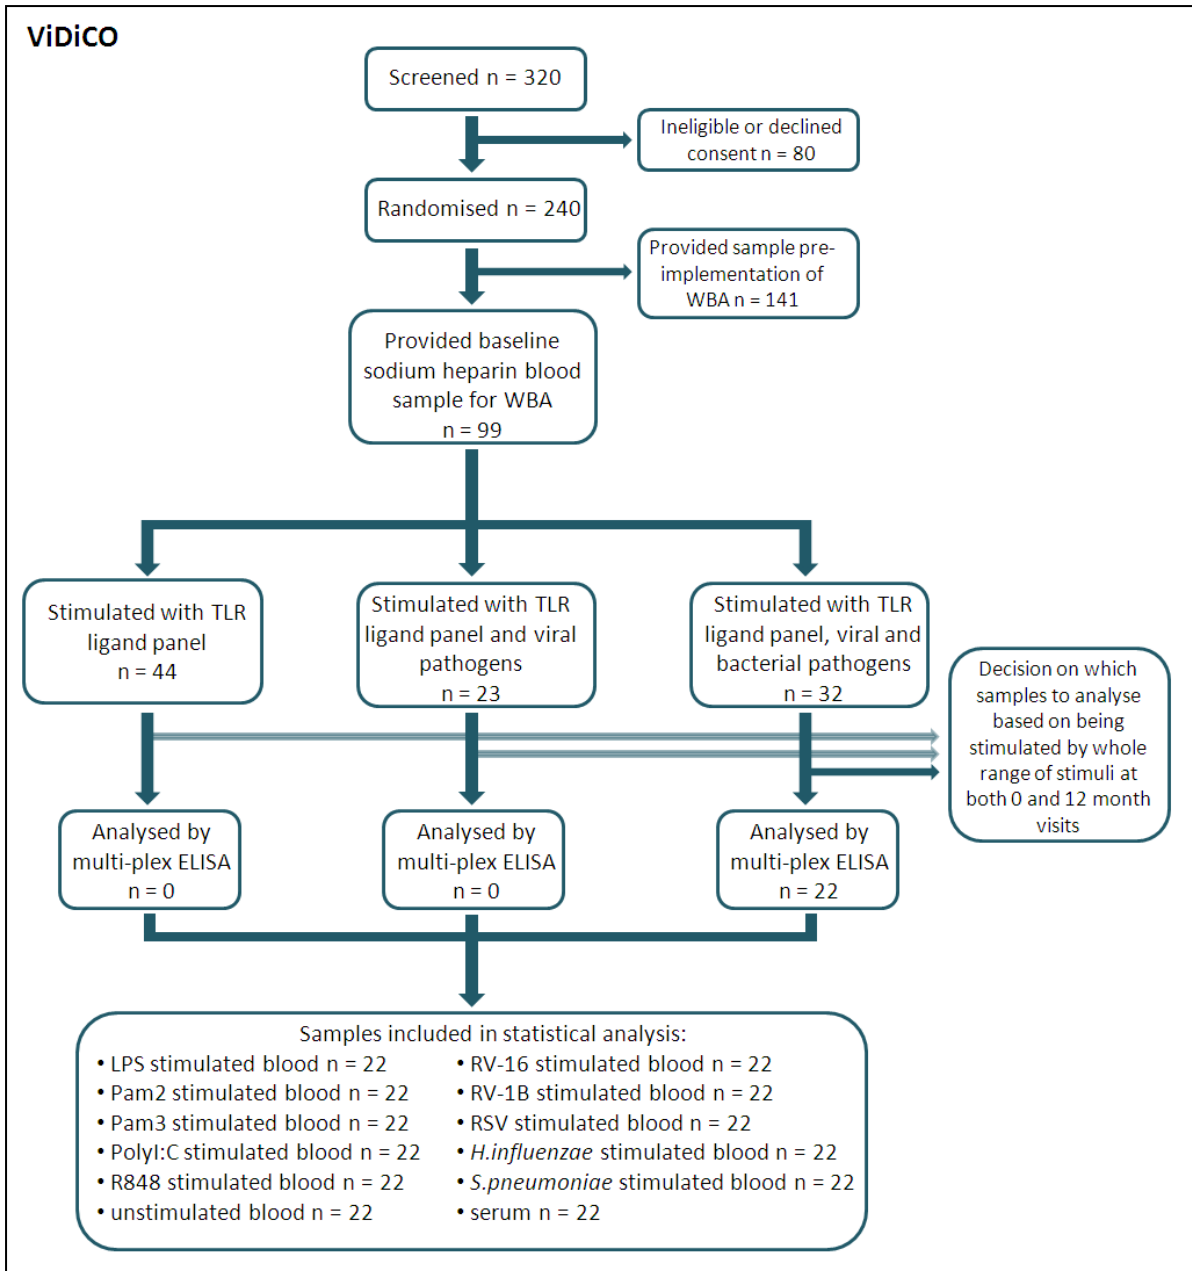 ViDiCO
Screened n = 320
Ineligible or declined
consent n = 80
Randomised n = 240
Provided sample pre-
implementation of
WBA n = 141
Provided baseline
sodium heparin blood
sample for WBA
n = 99
Stimulated with TLR
ligand panel
n = 44
Stimulated with TLR
ligand panel and viral
pathogens
n = 23
Stimulated with TLR
ligand panel, viral and
bacterial pathogens
n = 32
Decision on which
samples to analyse
based on being
stimulated by whole
range of stimuli at
both 0 and 12 month
visits
Analysed by
multi-plex ELISA
n = 0
Analysed by
multi-plex ELISA
n = 0
Analysed by
multi-plex ELISA
n = 22
Samples included in statistical analysis:
• LPS stimulated blood n = 22
• Pam2 stimulated blood n = 22
• Pam3 stimulated blood n = 22
• PolyI:C stimulated blood n = 22
• R848 stimulated blood n = 22
• unstimulated blood n = 22
• RV-16 stimulated blood n = 22
• RV-1B stimulated blood n = 22
• RSV stimulated blood n = 22
• H.influenzae stimulated blood n = 22
• S.pneumoniae stimulated blood n = 22
• serum n = 22